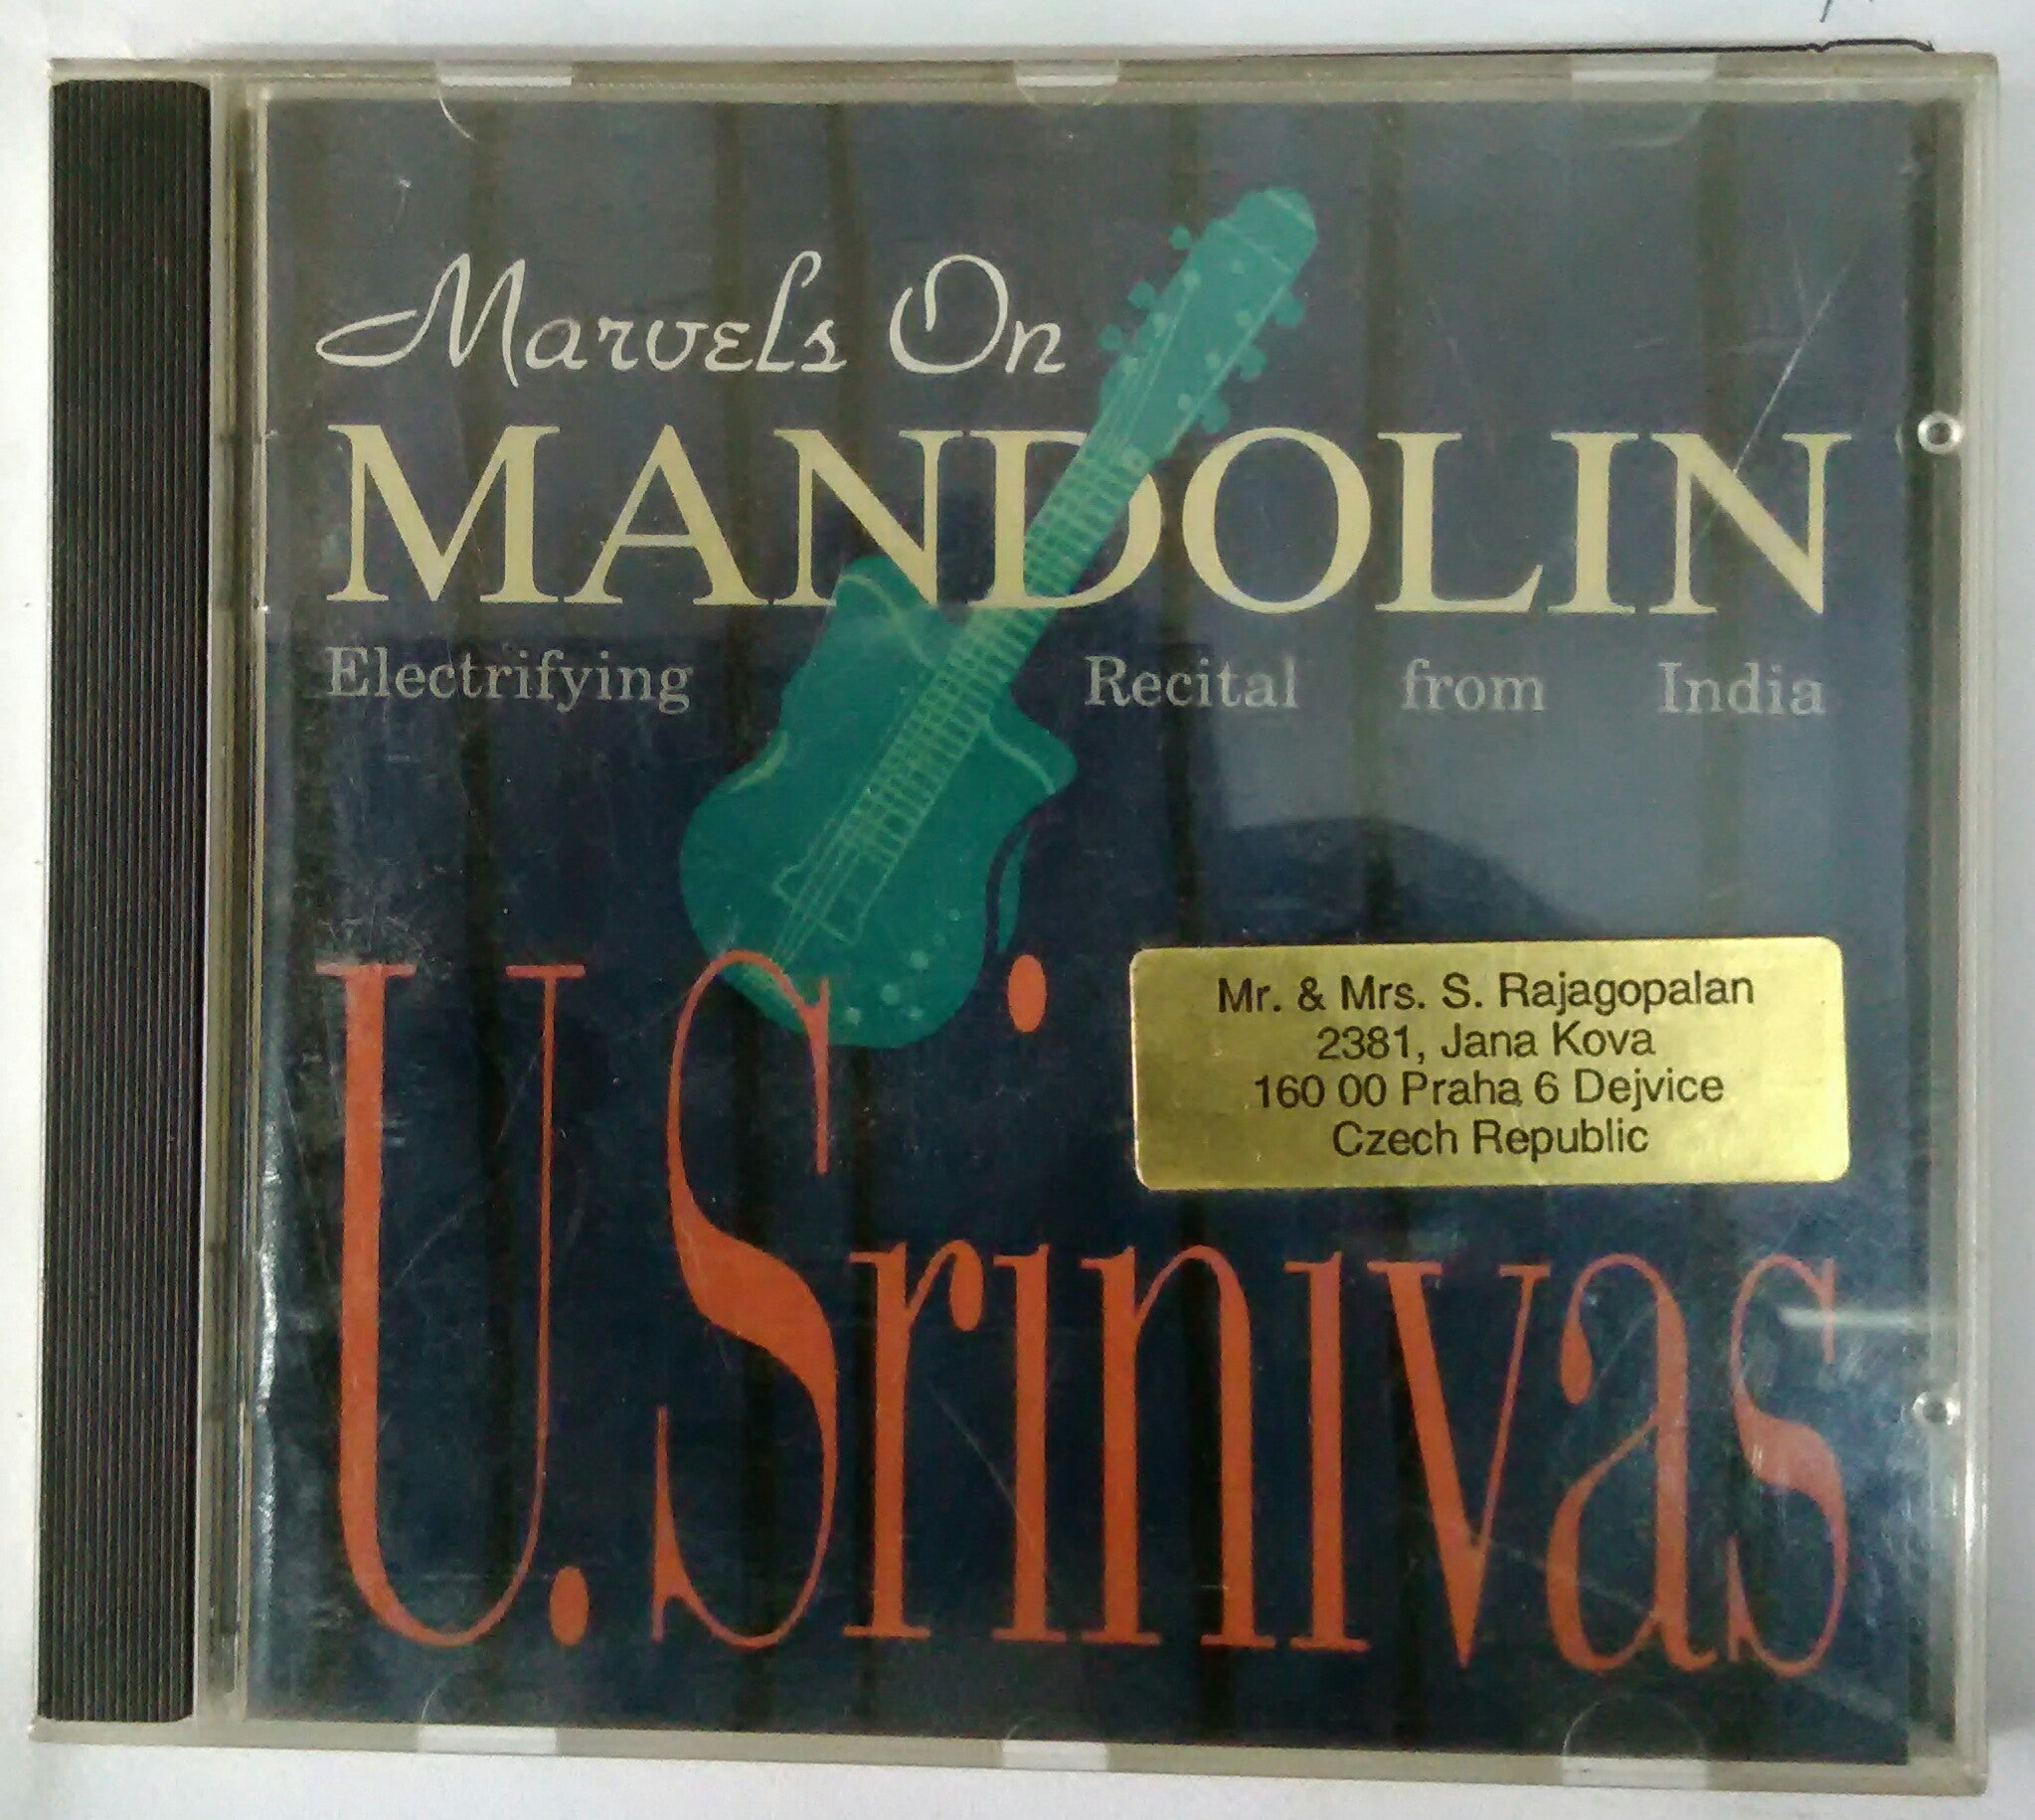 Marvels On
MANDOLIN
Electrifying Recital from India
Mr. & Mrs. S. Rajagopalan
2381, Jana Kova
160 00 Praha 6 Dejvice
Czech Republic
U. Srinivas